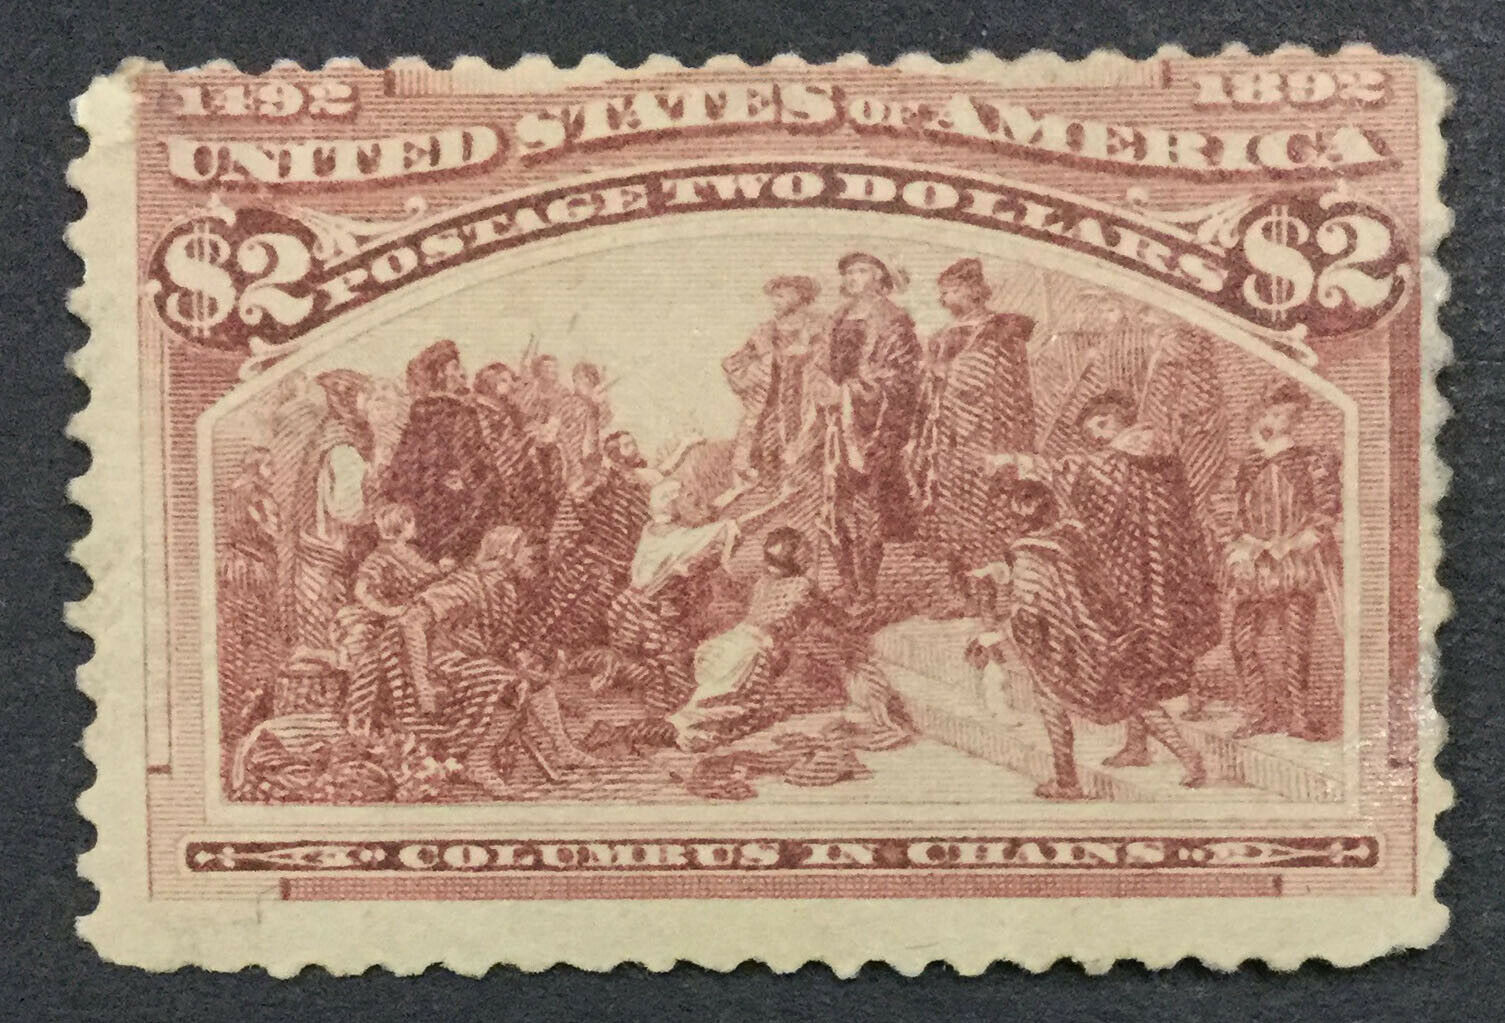 1492 1892
UNITED STATES OF AMERICA
$2 POSTAGE TWO DOLLARS $2
COLUMBUS IN CHAINS